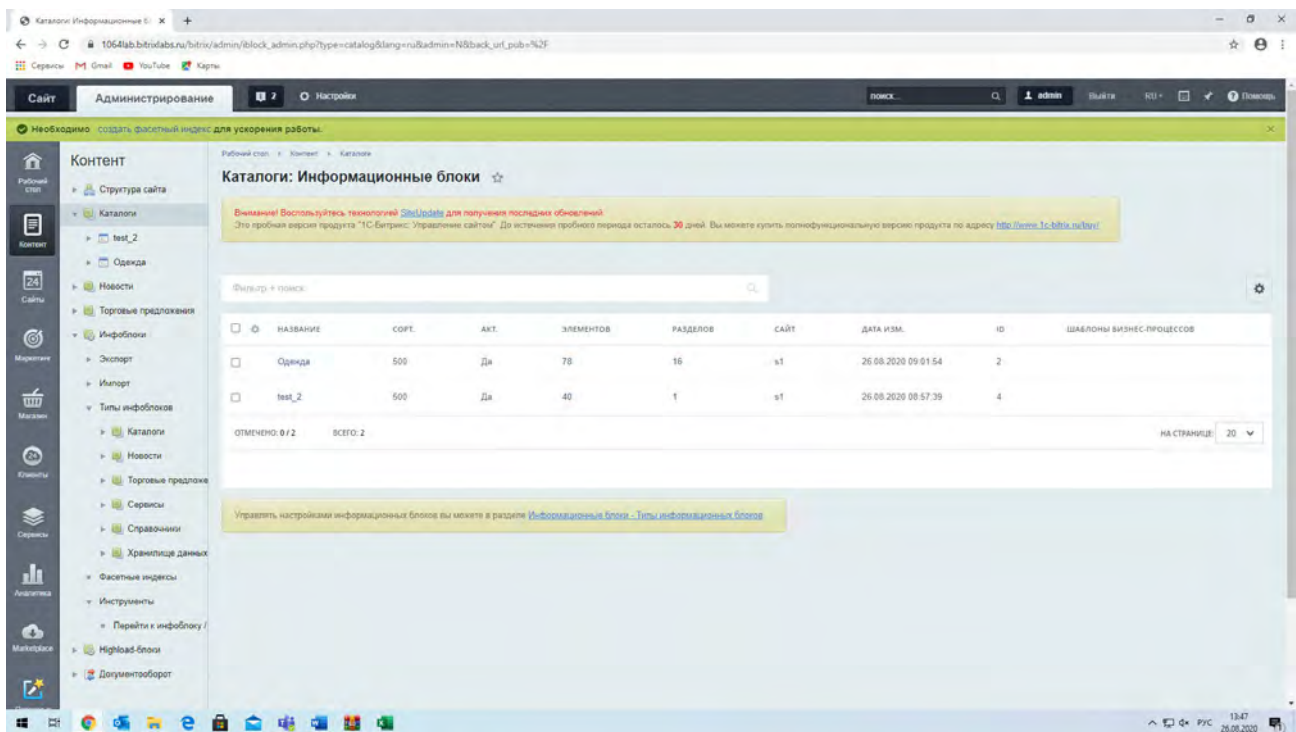 Каталоги: Информационные б
1064lab.bitrixlabs.ru/bitrix/admin/iblock_admin.php?type=catalog&lang=ru&admin=N&back_url_pub=%2F
Сервисы Gmail YouTube Карты
Сайт Администрирование 2 Настройки поиск... admin Выйти RU Помощь
Необходимо создать фасетный индекс для ускорения работы.
Рабочий стол Контент Каталоги
Каталоги: Информационные блоки
Внимание! Воспользуйтесь технологией SiteUpdate для получения последних обновлений.
Это пробная версия продукта "1С-Битрикс: Управление сайтом". До истечения пробного периода осталось 30 дней. Вы можете купить полнофункциональную версию продукта по адресу http://www.1c-bitrix.ru/buy/
Фильтр + поиск
НАЗВАНИЕ СОРТ. АКТ. ЭЛЕМЕНТОВ РАЗДЕЛОВ САЙТ ДАТА ИЗМ. ID ШАБЛОНЫ БИЗНЕС-ПРОЦЕССОВ
Одежда 500 Да 78 16 s1 26.08.2020 09:01:54 2
test_2 500 Да 40 1 s1 26.08.2020 08:57:39 4
ОТМЕЧЕНО: 0 / 2 ВСЕГО: 2 НА СТРАНИЦЕ: 20
Управлять настройками информационных блоков вы можете в разделе Информационные блоки - Типы информационных блоков
Рабочий
стол
Контент
24
Сайты
Маркетинг
Магазин
24
Клиенты
Сервисы
Аналитика
Marketplace
Контент
Структура сайта
Каталоги
test_2
Одежда
Новости
Торговые предложения
Инфоблоки
Экспорт
Импорт
Типы инфоблоков
Каталоги
Новости
Торговые предложе
Сервисы
Справочники
Хранилище данных
Фасетные индексы
Инструменты
Перейти к инфоблоку /
Highload-блоки
Документооборот
РУС
13:47
26.08.2020